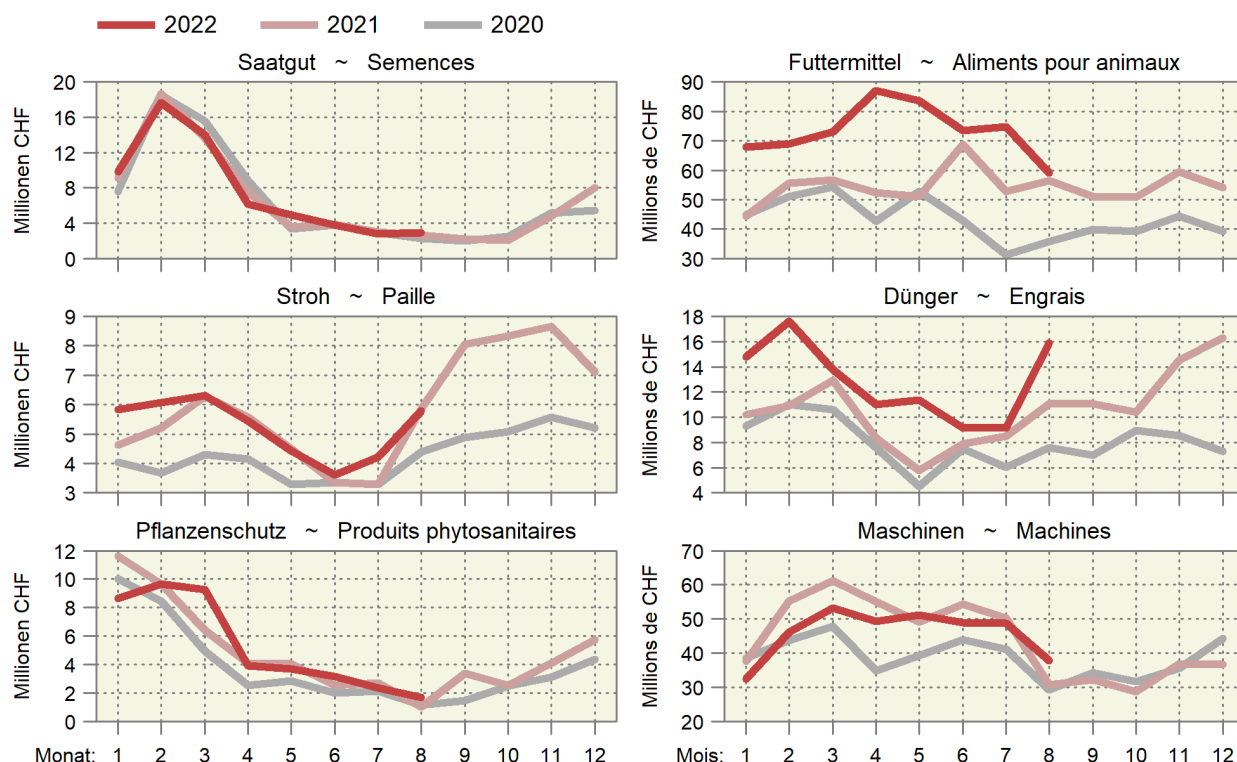 2022 2021 2020
Saatgut ~ Semences
Millionen CHF
20
16
12
8
4
0
Futtermittel ~ Aliments pour animaux
Millions de CHF
90
80
70
60
50
40
30
Stroh ~ Paille
Millionen CHF
9
8
7
6
5
4
3
Dünger ~ Engrais
Millions de CHF
18
16
14
12
10
8
6
4
Pflanzenschutz ~ Produits phytosanitaires
Millionen CHF
12
10
8
6
4
2
0
Monat: 1 2 3 4 5 6 7 8 9 10 11 12
Maschinen ~ Machines
Millions de CHF
70
60
50
40
30
20
Mois: 1 2 3 4 5 6 7 8 9 10 11 12